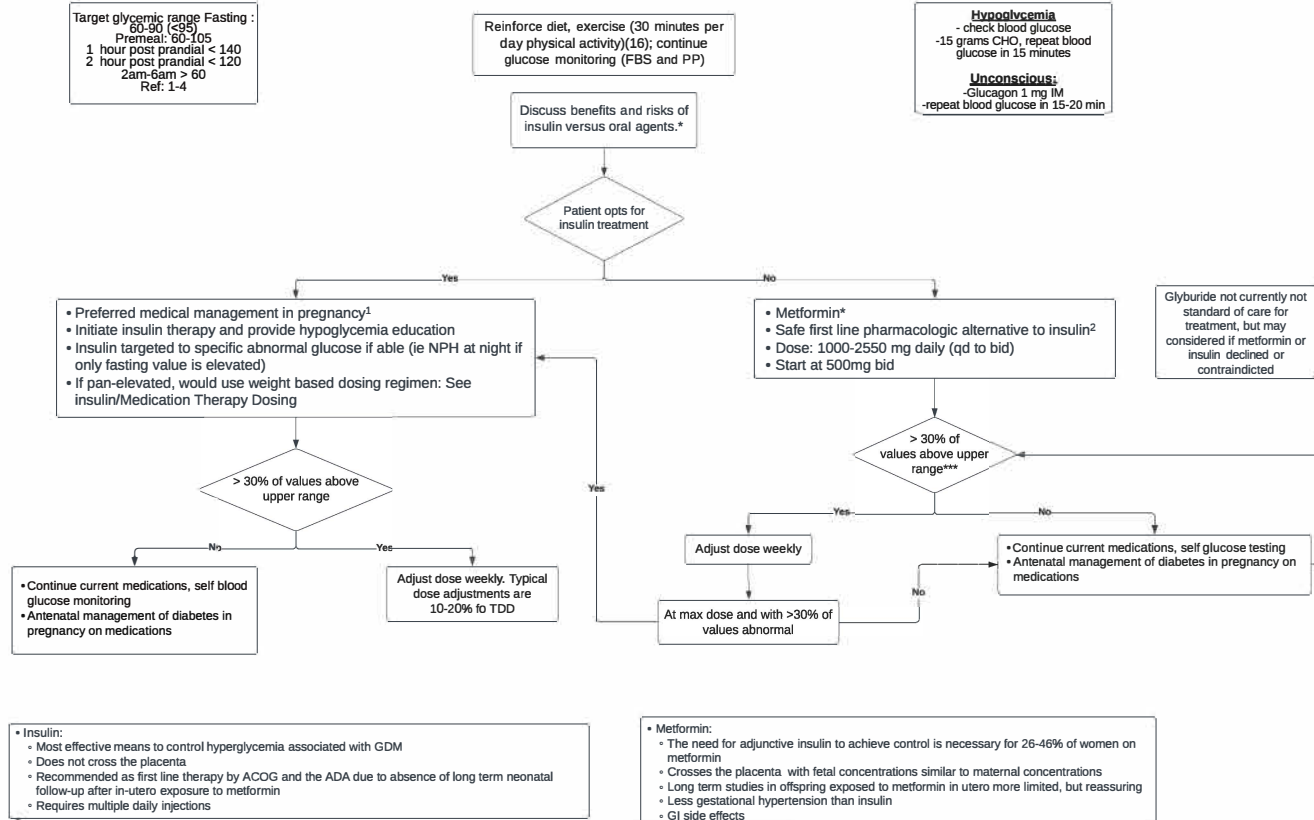 Target glycemic range Fasting :
60-90 (<95)
Premeal: 60-105
1 hour post prandial < 140
2 hour post prandial < 120
2am-6am > 60
Ref: 1-4
Reinforce diet, exercise (30 minutes per
day physical activity)(16); continue
glucose monitoring (FBS and PP)
Hypoglycemia
- check blood glucose
-15 grams CHO, repeat blood
glucose in 15 minutes
Unconscious:
-Glucagon 1 mg IM
-repeat blood glucose in 15-20 min
Discuss benefits and risks of
insulin versus oral agents.*
Patient opts for
insulin treatment
Yes
No
• Preferred medical management in pregnancy¹
• Initiate insulin therapy and provide hypoglycemia education
• Insulin targeted to specific abnormal glucose if able (ie NPH at night if
only fasting value is elevated)
• If pan-elevated, would use weight based dosing regimen: See
insulin/Medication Therapy Dosing
• Metformin*
• Safe first line pharmacologic alternative to insulin²
• Dose: 1000-2550 mg daily (qd to bid)
• Start at 500mg bid
Glyburide not currently not
standard of care for
treatment, but may
considered if metformin or
insulin declined or
contraindicted
> 30% of values above
upper range
> 30% of
values above upper
range***
Yes
No
Yes
Yes
No
• Continue current medications, self blood
glucose monitoring
• Antenatal management of diabetes in
pregnancy on medications
Adjust dose weekly. Typical
dose adjustments are
10-20% fo TDD
Adjust dose weekly
At max dose and with >30% of
values abnormal
No
• Continue current medications, self glucose testing
• Antenatal management of diabetes in pregnancy on
medications
• Insulin:
◦ Most effective means to control hyperglycemia associated with GDM
◦ Does not cross the placenta
◦ Recommended as first line therapy by ACOG and the ADA due to absence of long term neonatal
follow-up after in-utero exposure to metformin
◦ Requires multiple daily injections
• Metformin:
◦ The need for adjunctive insulin to achieve control is necessary for 26-46% of women on
metformin
◦ Crosses the placenta with fetal concentrations similar to maternal concentrations
◦ Long term studies in offspring exposed to metformin in utero more limited, but reassuring
◦ Less gestational hypertension than insulin
◦ GI side effects